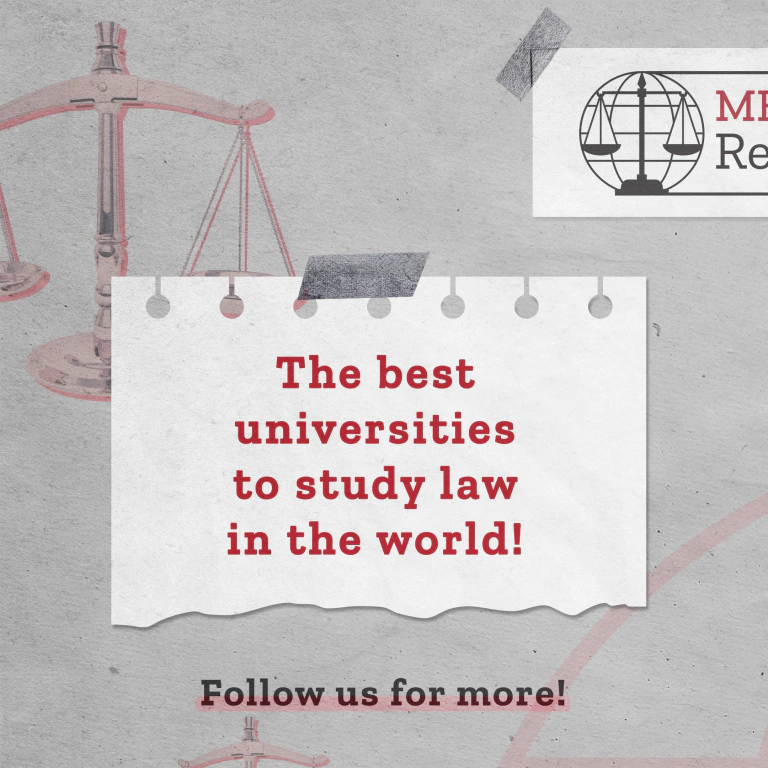 The best
universities
to study law
in the world!
Follow us for more!